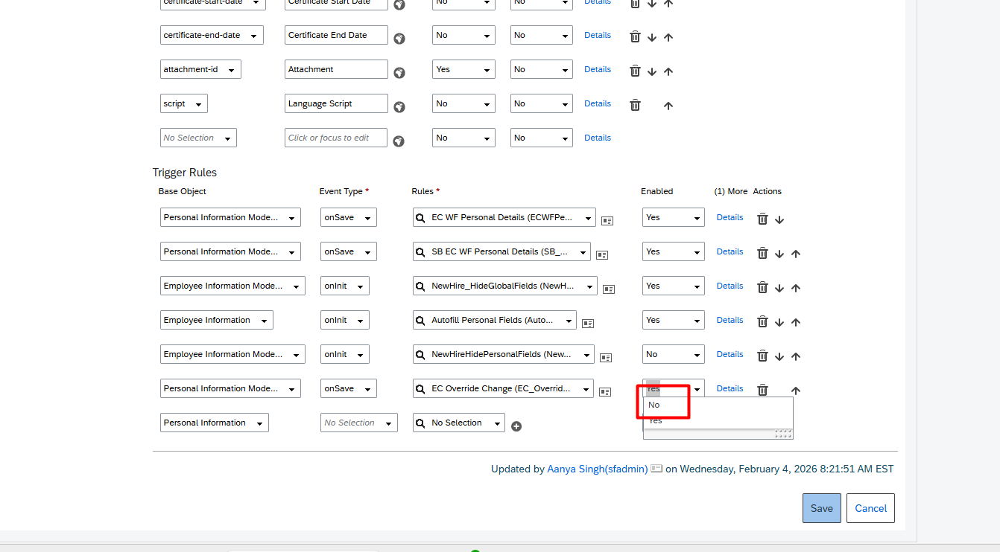 certificate-start-date Certificate Start Date No No Details
certificate-end-date Certificate End Date No No Details
attachment-id Attachment Yes No Details
script Language Script No No Details
No Selection Click or focus to edit No No Details
Trigger Rules
Base Object Event Type * Rules * Enabled (1) More Actions
Personal Information Mode... onSave EC WF Personal Details (ECWFPe... Yes Details
Personal Information Mode... onSave SB EC WF Personal Details (SB_... Yes Details
Employee Information Mode... onInit NewHire_HideGlobalFields (NewH... Yes Details
Employee Information onInit Autofill Personal Fields (Auto... Yes Details
Employee Information Mode... onInit NewHireHidePersonalFields (New... No Details
Personal Information Mode... onSave EC Override Change (EC_Overrid... Yes Details
No
Yes
Personal Information No Selection No Selection
Updated by Aanya Singh(sfadmin) on Wednesday, February 4, 2026 8:21:51 AM EST
Save Cancel